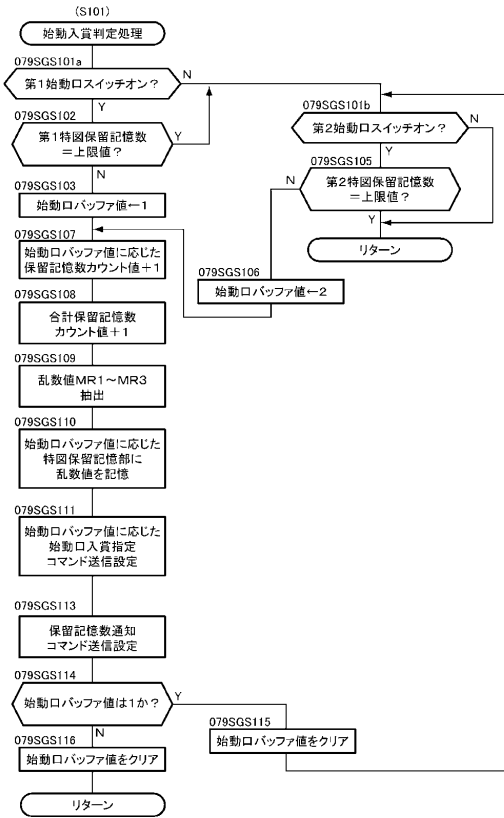 (S101)
始動入賞判定処理
079SGS101a
第1始動口スイッチオン?
N
Y
079SGS102
第1特図保留記憶数
=上限値?
Y
N
079SGS103
始動口バッファ値←1
079SGS107
始動口バッファ値に応じた
保留記憶数カウント値+1
079SGS108
合計保留記憶数
カウント値+1
079SGS109
乱数値MR1~MR3
抽出
079SGS110
始動口バッファ値に応じた
特図保留記憶部に
乱数値を記憶
079SGS111
始動口バッファ値に応じた
始動口入賞指定
コマンド送信設定
079SGS113
保留記憶数通知
コマンド送信設定
079SGS114
始動口バッファ値は1か?
Y
N
079SGS116
始動口バッファ値をクリア
リターン
079SGS101b
第2始動口スイッチオン?
N
Y
079SGS105
第2特図保留記憶数
=上限値?
N
Y
リターン
079SGS106
始動口バッファ値←2
079SGS115
始動口バッファ値をクリア